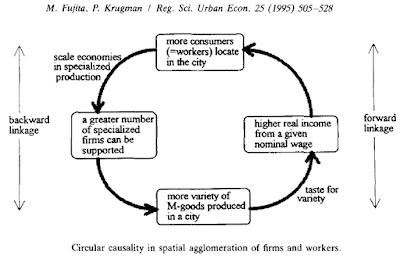 M. Fujita, P. Krugman / Reg. Sci. Urban Econ. 25 (1995) 505–528
more consumers
(=workers) locate
in the city
scale economies
in specialized
production
backward
linkage
a greater number
of specialized
firms can be
supported
higher real income
from a given
nominal wage
forward
linkage
taste for
variety
more variety of
M-goods produced
in a city
Circular causality in spatial agglomeration of firms and workers.